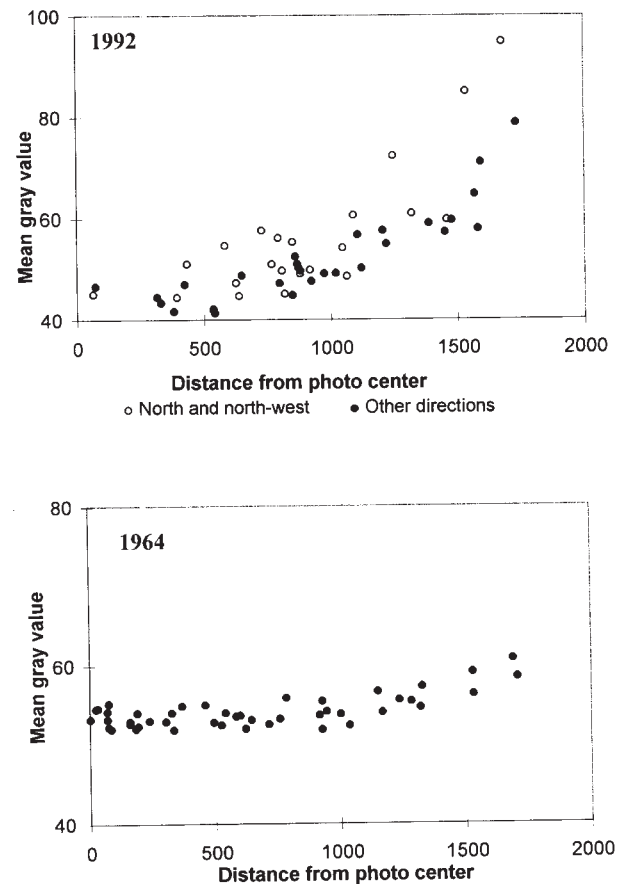 100
1992
80
Mean gray value
60
40
0 500 1000 1500 2000
Distance from photo center
North and north-west Other directions
80
1964
Mean gray value
60
40
0 500 1000 1500 2000
Distance from photo center